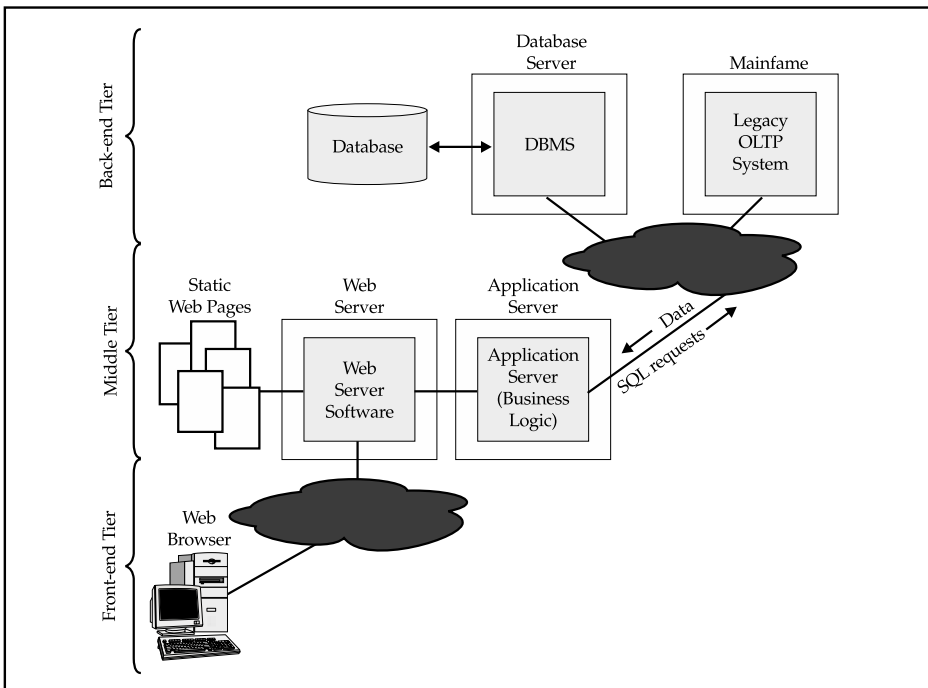 Back-end Tier
Database
Server
Mainfame
Database
DBMS
Legacy
OLTP
System
Middle Tier
Static
Web Pages
Web
Server
Application
Server
Data
SQL requests
Web
Server
Software
Application
Server
(Business
Logic)
Front-end Tier
Web
Browser